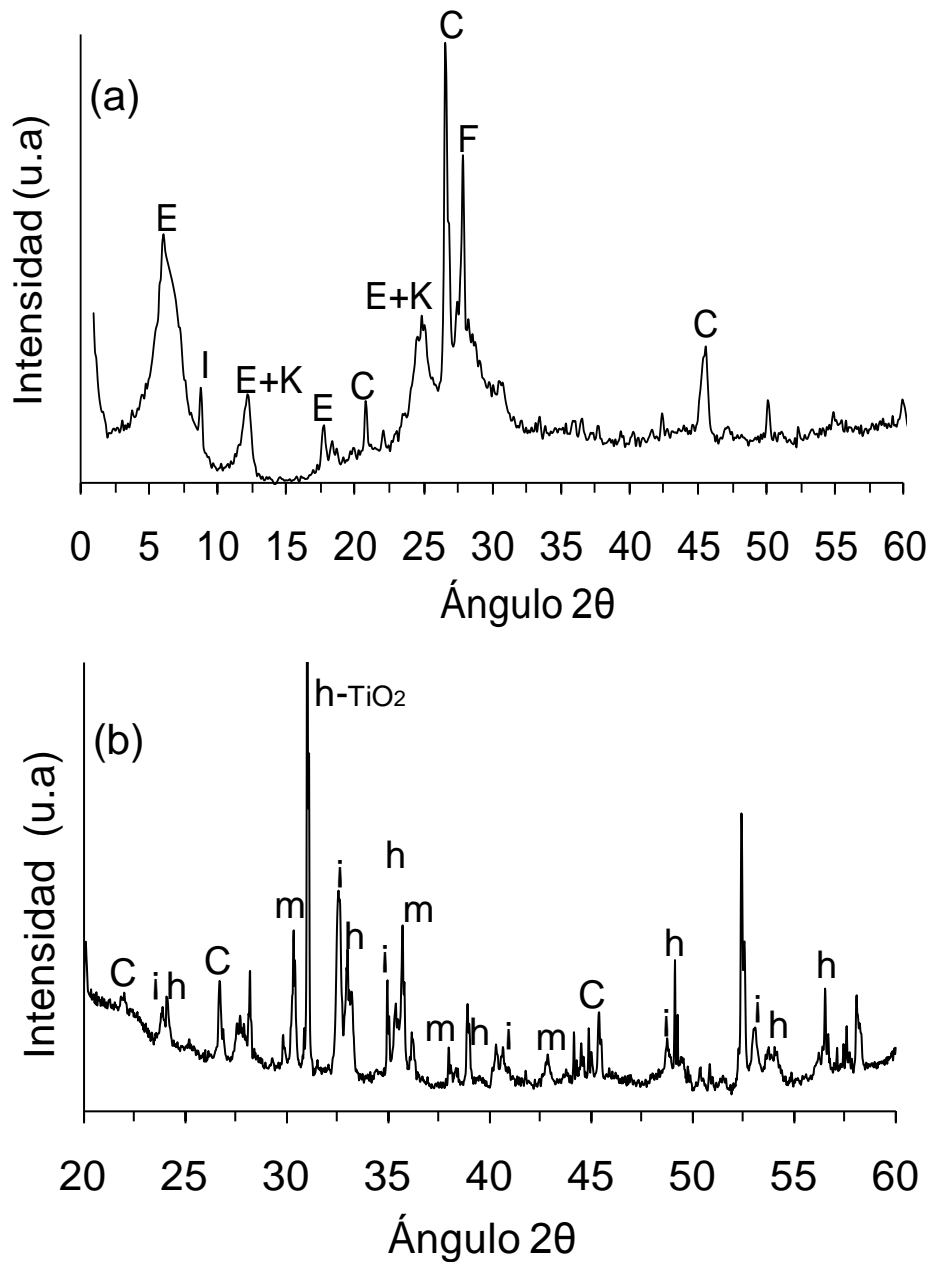 C
(a)
F
E
E+K
I
E+K
E
C
C
Intensidad (u.a)
0 5 10 15 20 25 30 35 40 45 50 55 60
Ángulo 2θ
h-TiO2
(b)
i
h
m
m
h
i
C
C
i h
h
h
C
m
h
i
m
i
i
h
Intensidad (u.a)
20 25 30 35 40 45 50 55 60
Ángulo 2θ